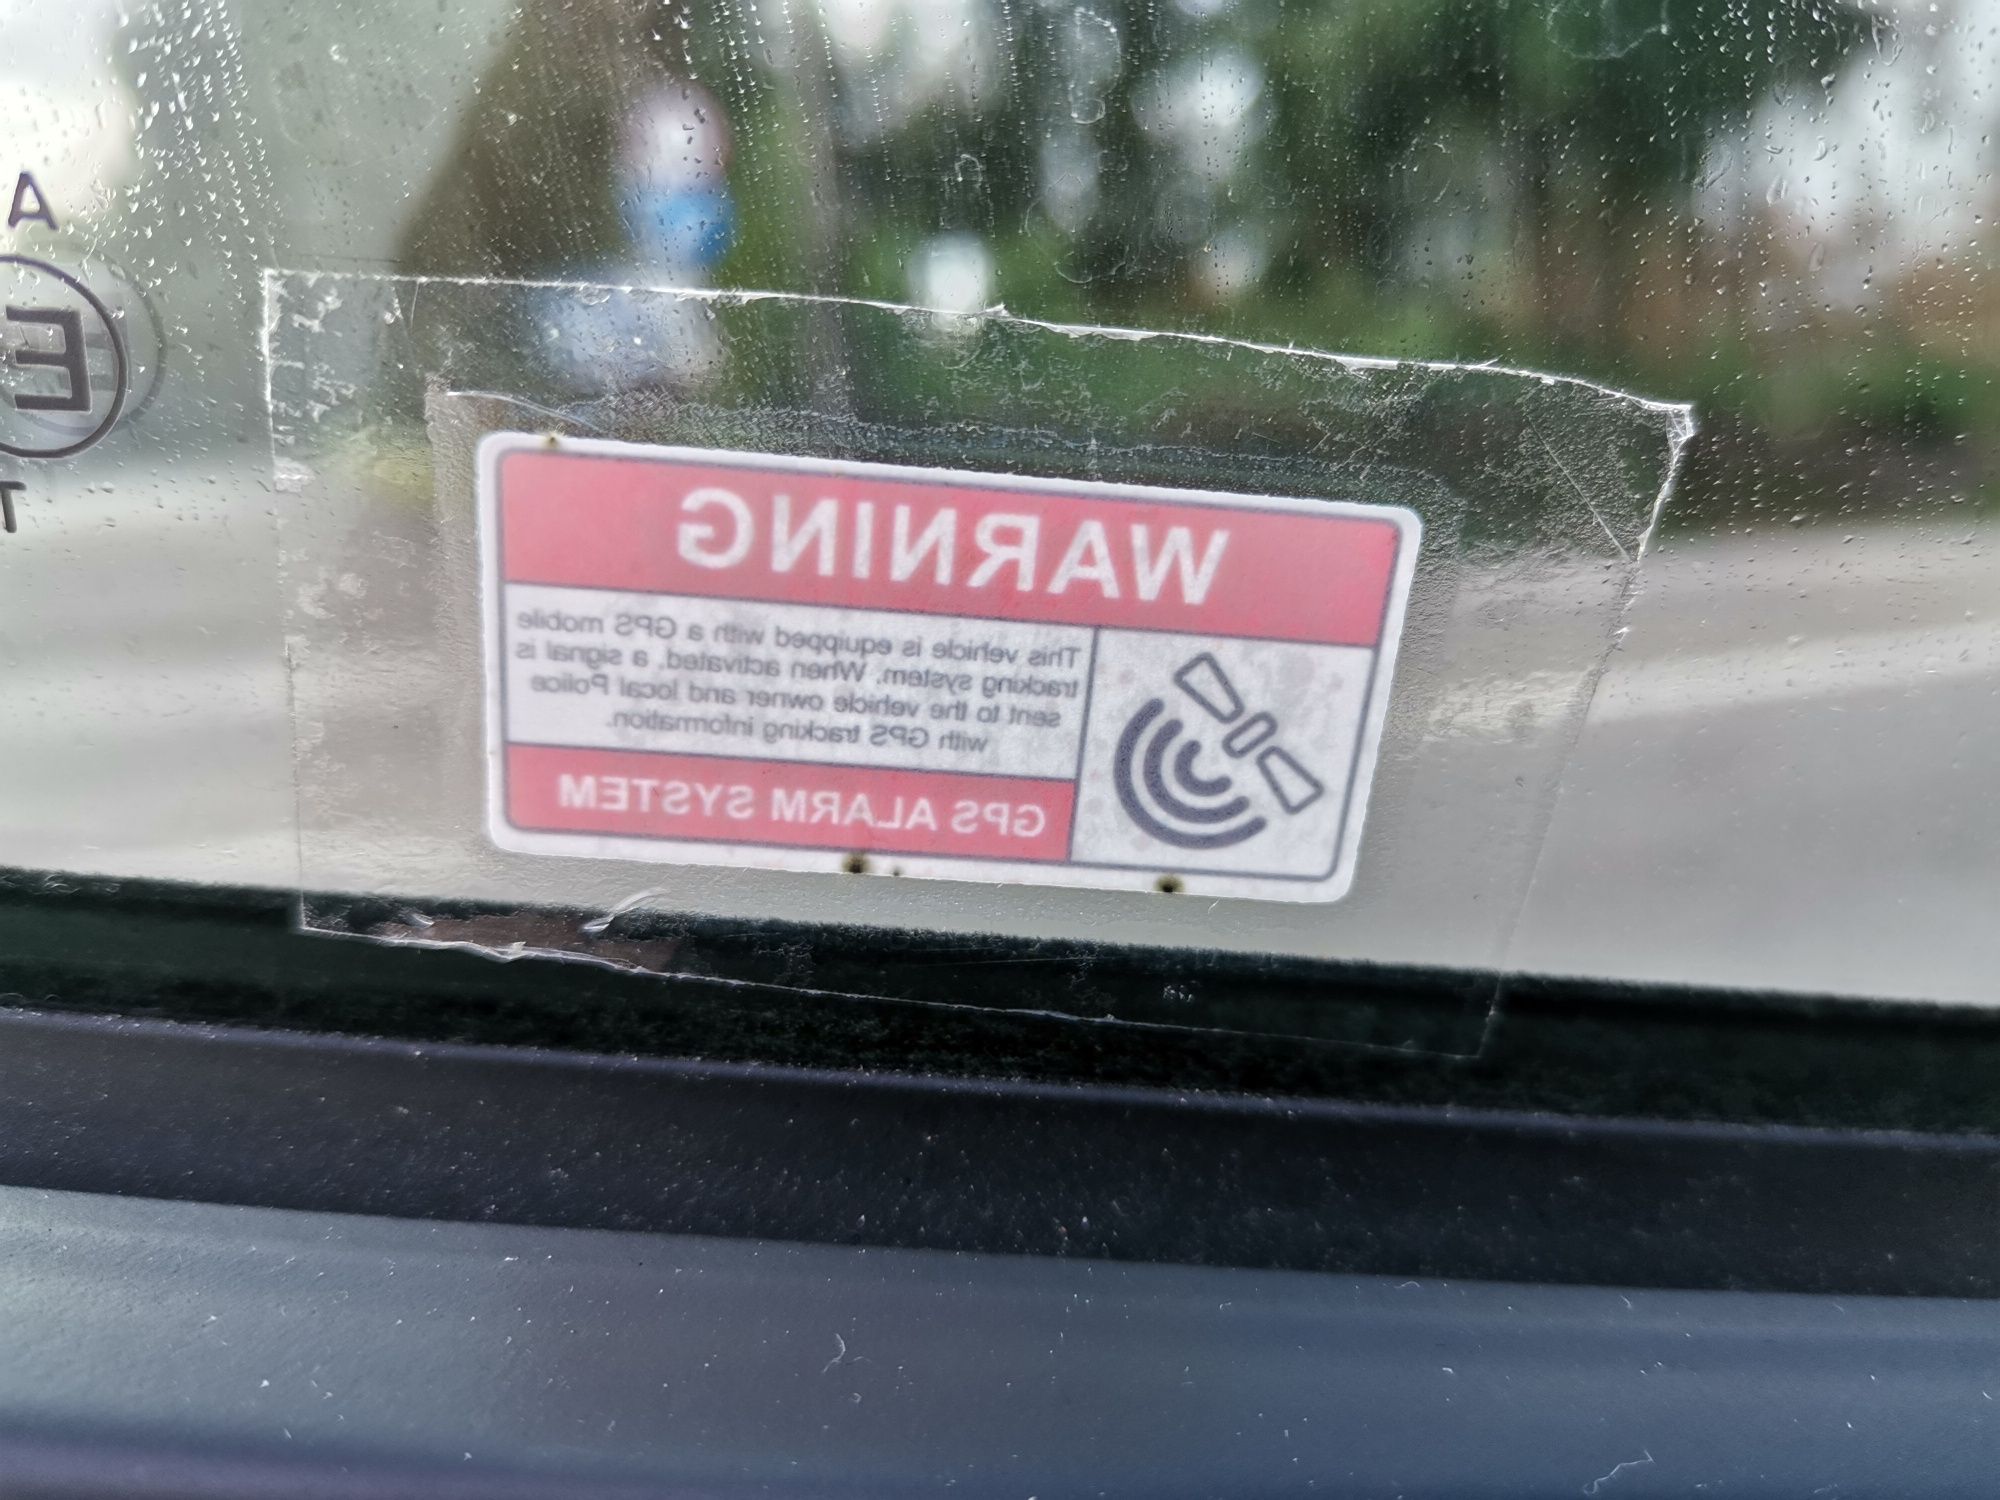 WARNING
This vehicle is equipped with a GPS mobile
tracking system. When activated, a signal is
sent to the vehicle owner and local Police
with GPS tracking information.
GPS ALARM SYSTEM
A
E
T